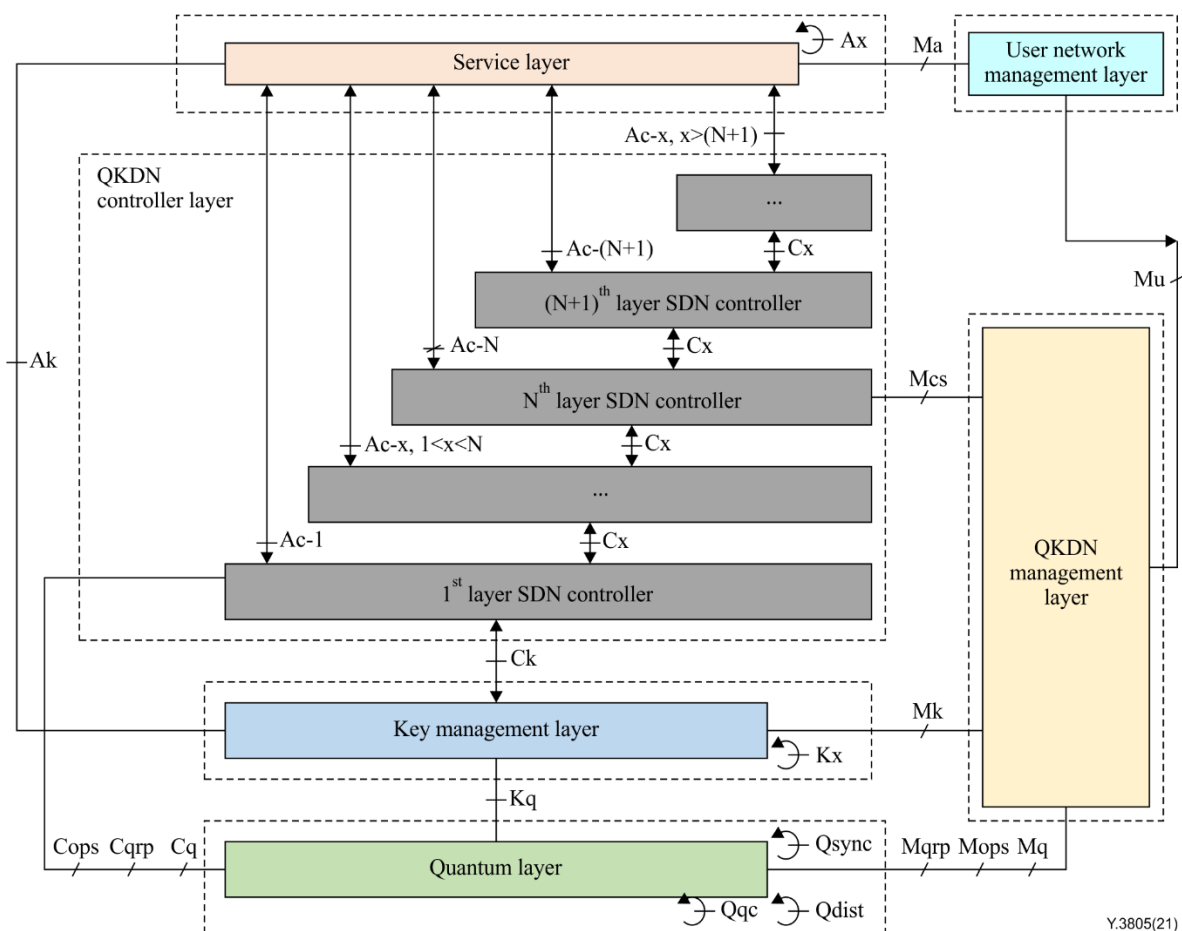 Ax
Service layer
Ma
User network
management layer
Ac-x, x>(N+1)
QKDN
controller layer
...
Ac-(N+1)
Cx
Mu
(N+1)th layer SDN controller
Ak
Ac-N
Cx
Nth layer SDN controller
Mcs
Ac-x, 1<x<N
Cx
...
Ac-1
Cx
QKDN
management
layer
1st layer SDN controller
Ck
Key management layer
Mk
Kx
Kq
Cops Cqrp Cq
Quantum layer
Qsync
Mqrp Mops Mq
Qqc
Qdist
Y.3805(21)